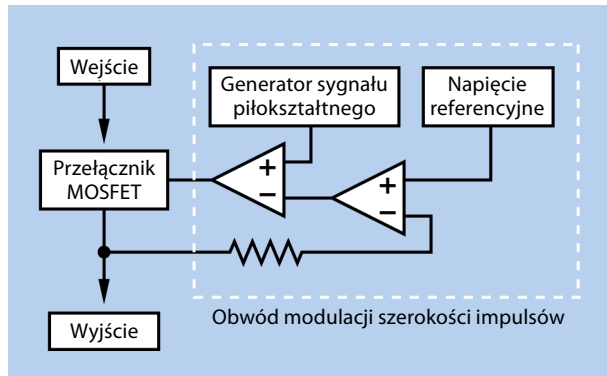 Wejście
Generator sygnału
piłokształtnego
Napięcie
referencyjne
Przełącznik
MOSFET
+
−
+
−
Wyjście
Obwód modulacji szerokości impulsów